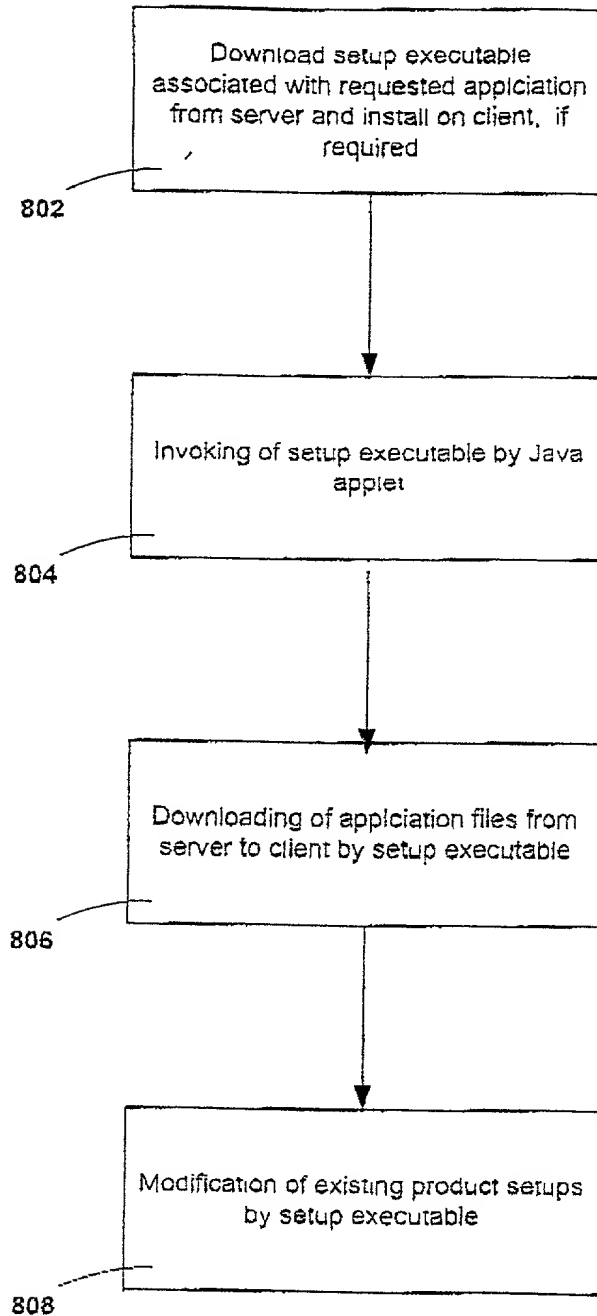 Download setup executable
associated with requested applciation
from server and install on client, if
required
802
Invoking of setup executable by Java
applet
804
Downloading of applciation files from
server to client by setup executable
806
Modification of existing product setups
by setup executable
808